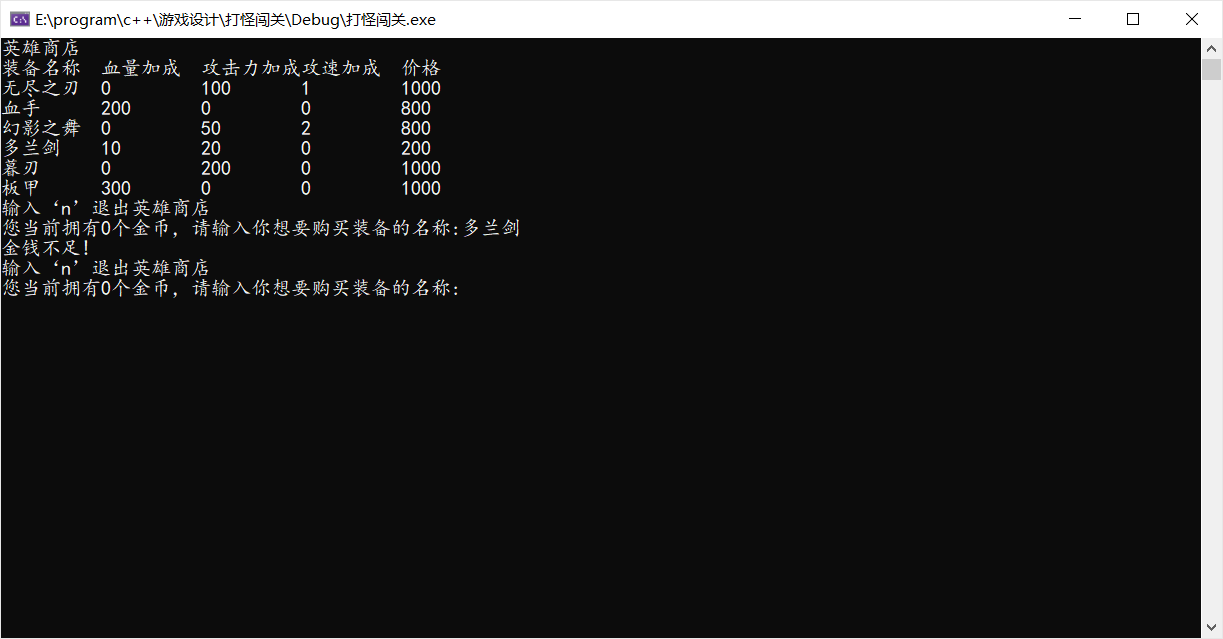 E:\program\c++\游戏设计\打怪闯关\Debug\打怪闯关.exe
英雄商店
装备名称 血量加成 攻击力加成攻速加成 价格
无尽之刃 0 100 1 1000
血手 200 0 0 800
幻影之舞 0 50 2 800
多兰剑 10 20 0 200
暮刃 0 200 0 1000
板甲 300 0 0 1000
输入‘n’退出英雄商店
您当前拥有0个金币，请输入你想要购买装备的名称:多兰剑
金钱不足!
输入‘n’退出英雄商店
您当前拥有0个金币，请输入你想要购买装备的名称: